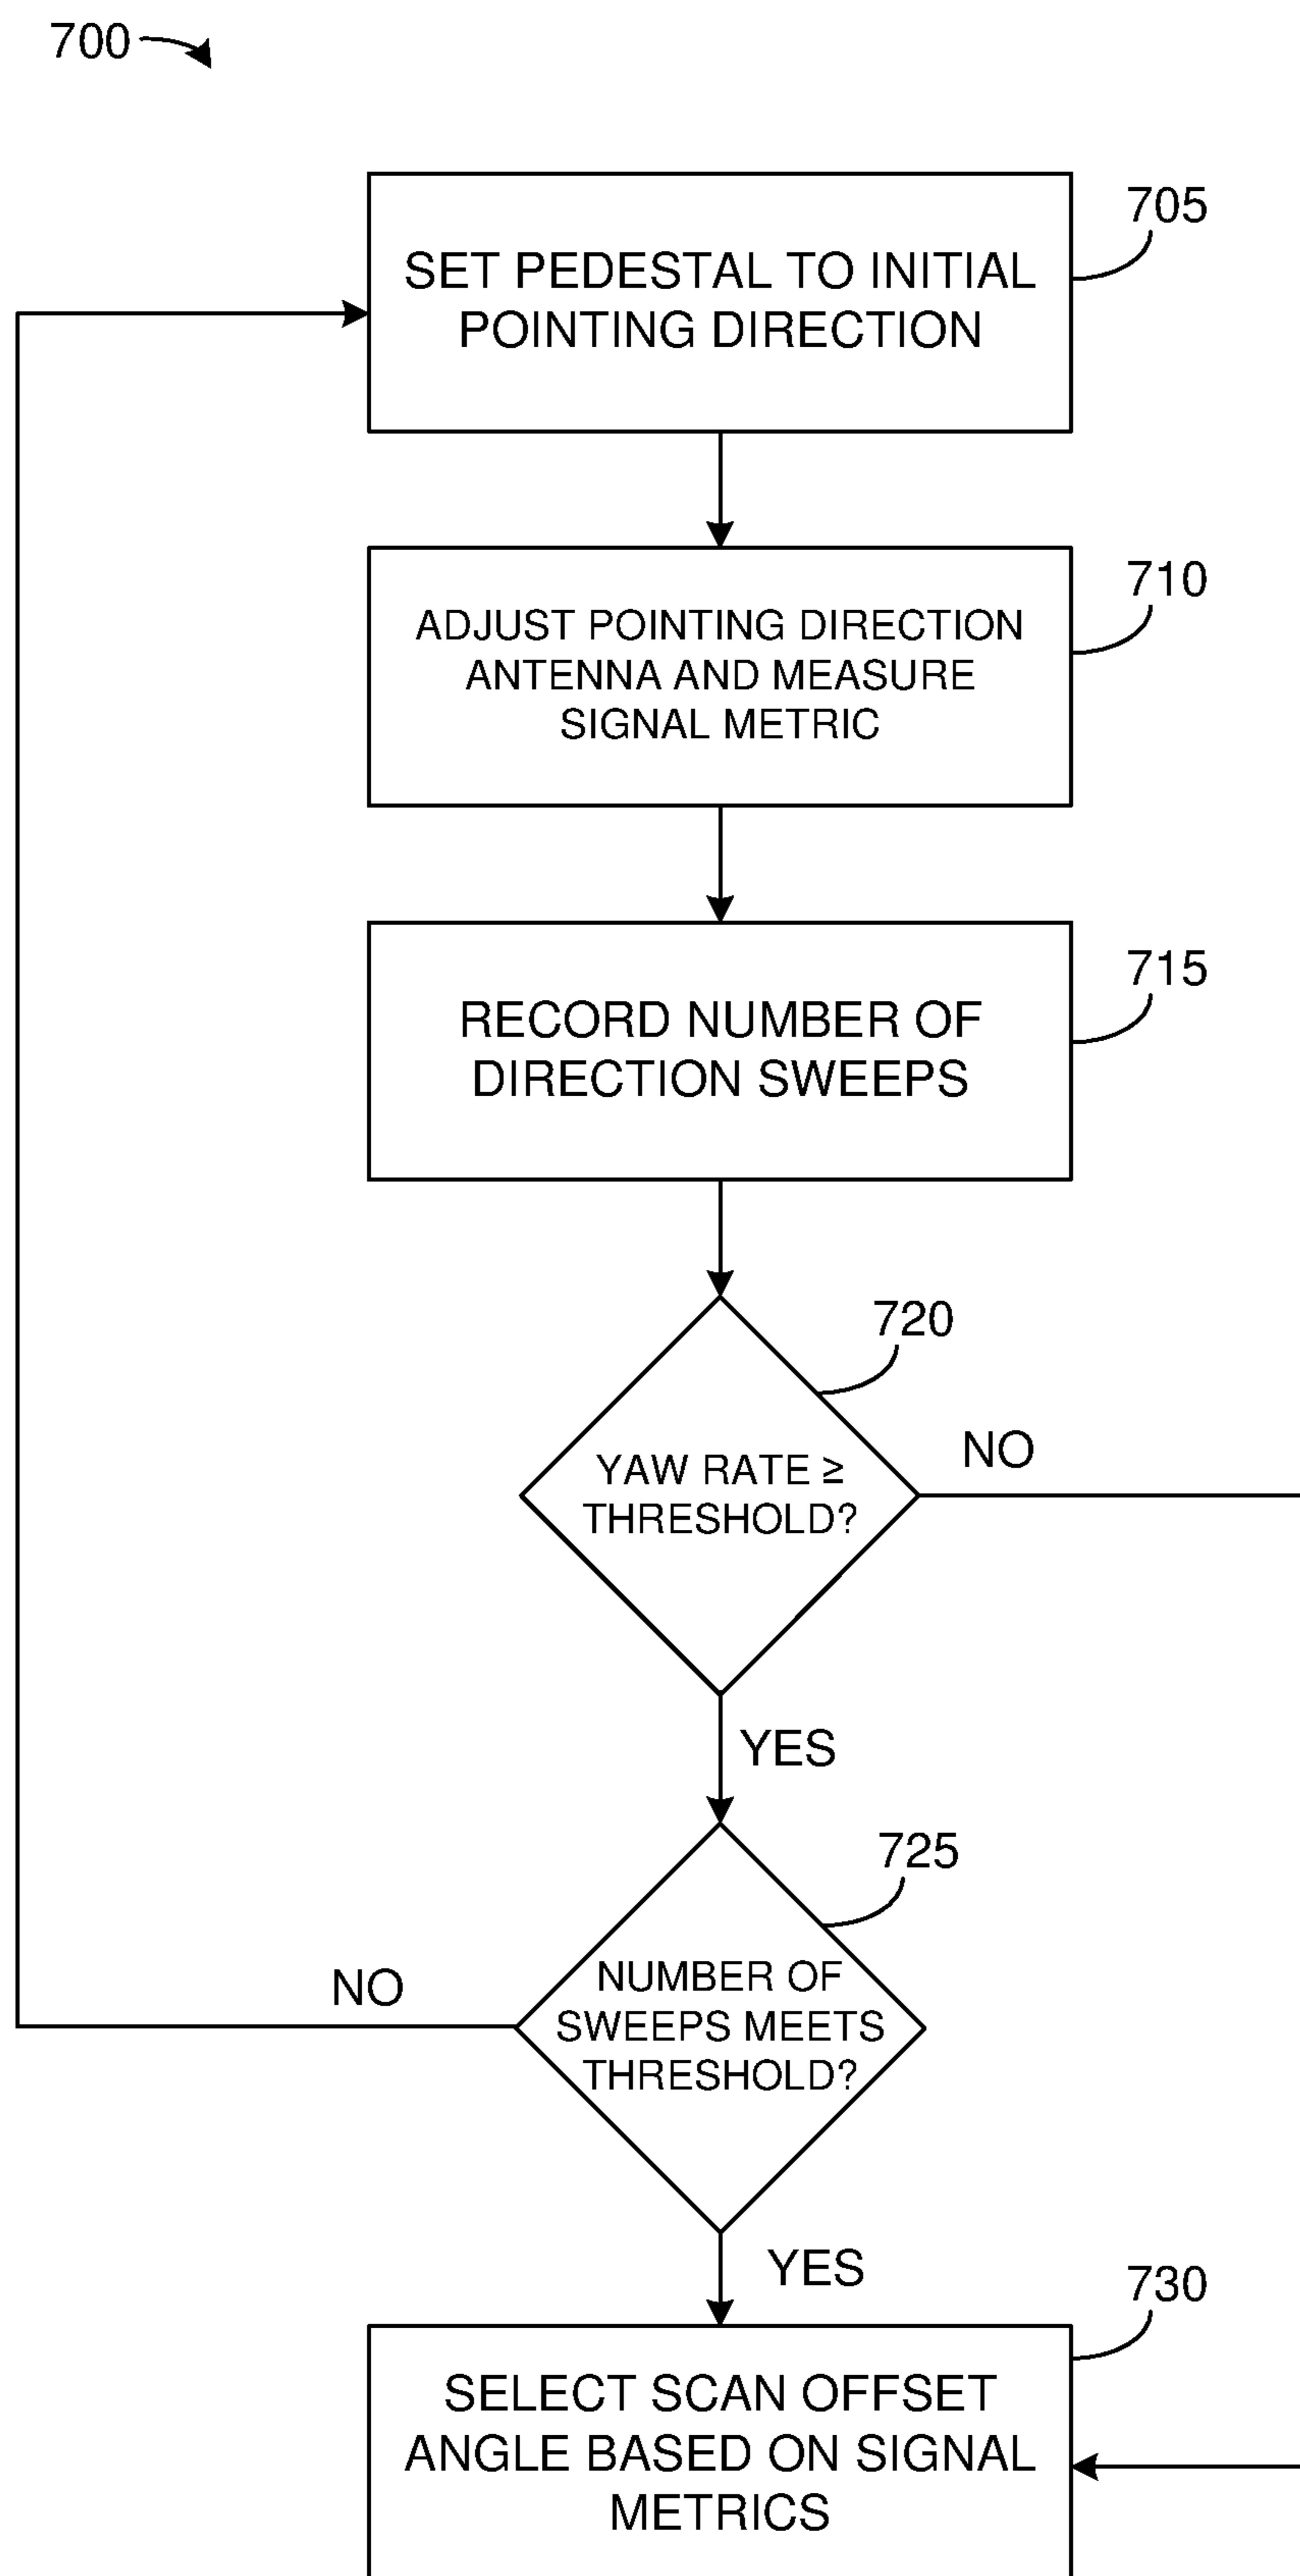 700
705
SET PEDESTAL TO INITIAL
POINTING DIRECTION
710
ADJUST POINTING DIRECTION
ANTENNA AND MEASURE
SIGNAL METRIC
715
RECORD NUMBER OF
DIRECTION SWEEPS
720
YAW RATE ≥
THRESHOLD?
NO
YES
725
NUMBER OF
SWEEPS MEETS
THRESHOLD?
NO
YES
730
SELECT SCAN OFFSET
ANGLE BASED ON SIGNAL
METRICS